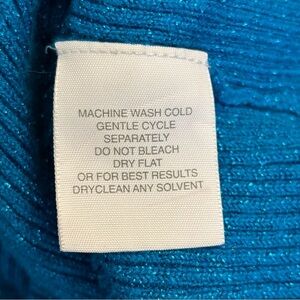 MACHINE WASH COLD
GENTLE CYCLE
SEPARATELY
DO NOT BLEACH
DRY FLAT
OR FOR BEST RESULTS
DRYCLEAN ANY SOLVENT